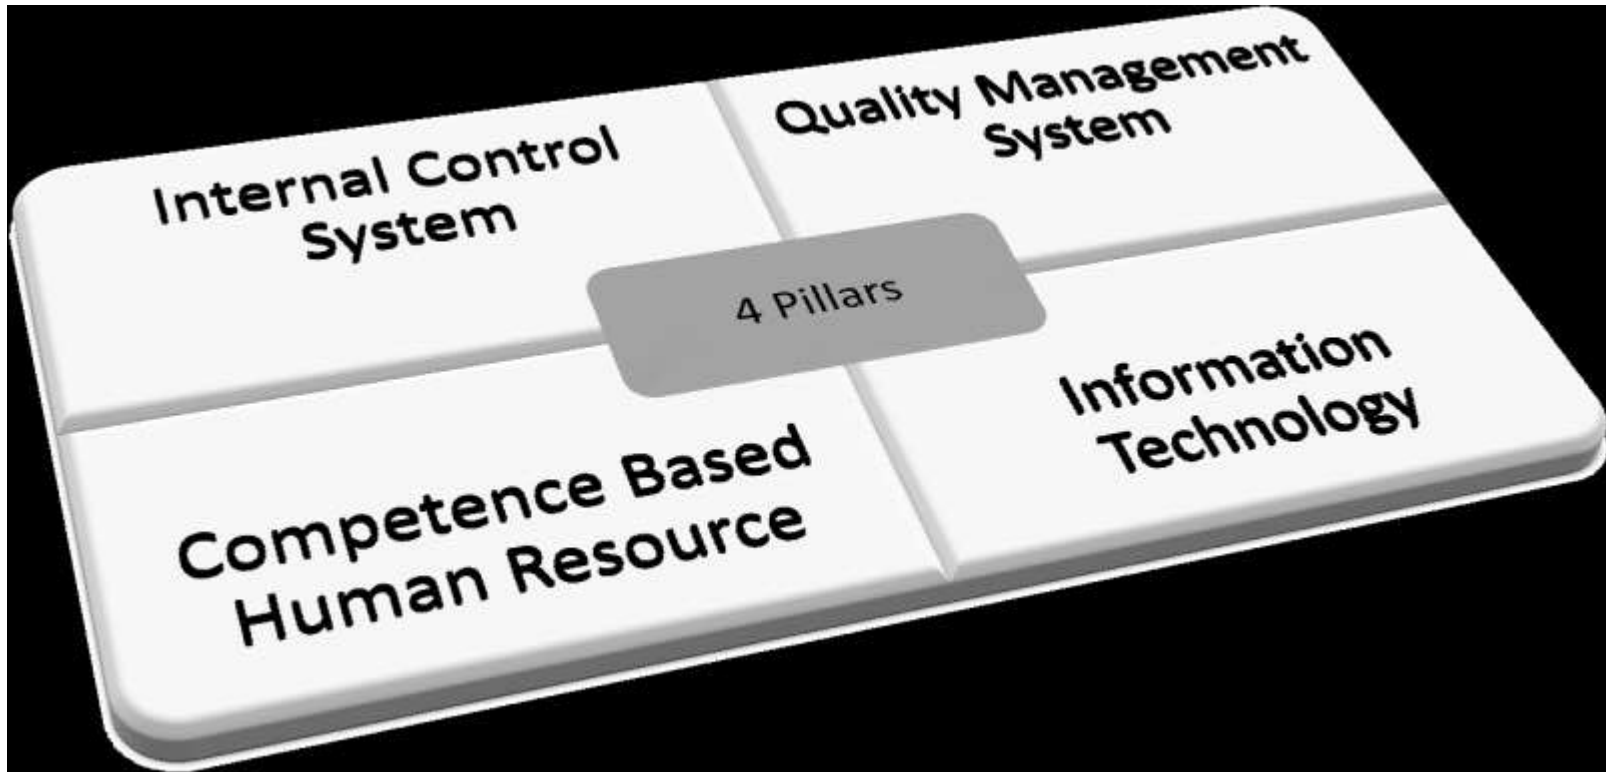 Internal Control
System
Quality Management
System
4 Pillars
Competence Based
Human Resource
Information
Technology